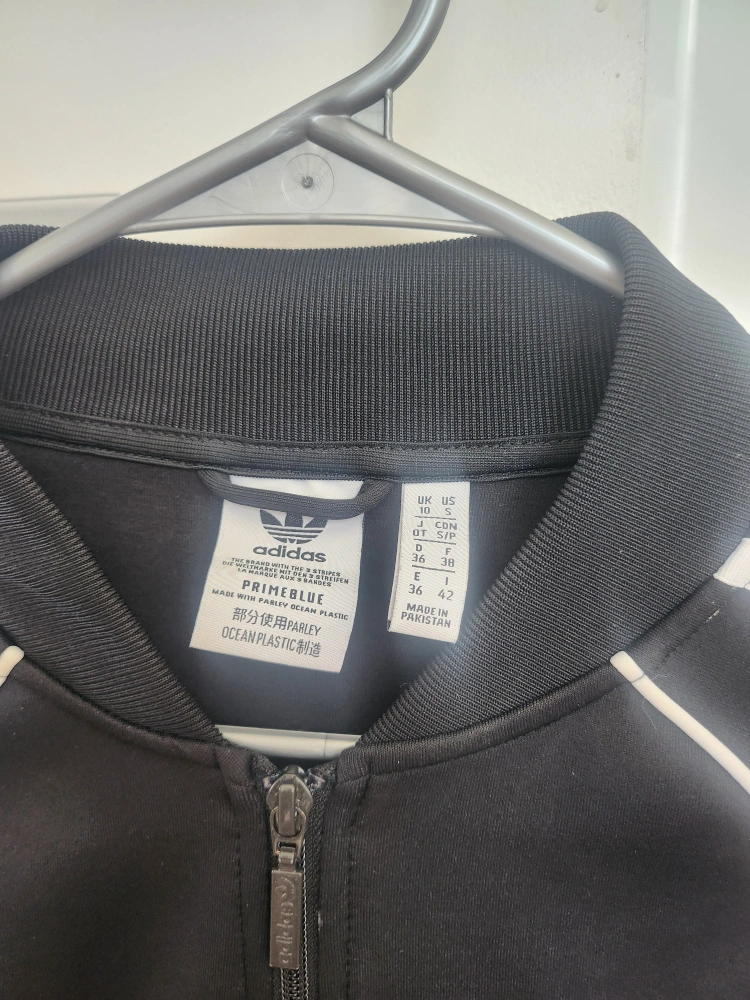 adidas
THE BRAND WITH THE 3 STRIPES
DIE WELTMARKE MIT DEN 3 STREIFEN
LA MARQUE AUX 3 BANDES
PRIMEBLUE
MADE WITH PARLEY OCEAN PLASTIC
部分使用PARLEY
OCEAN PLASTIC制造
UK US
10 S
J CDN
OT S/P
D F
36 38
E I
36 42
MADE IN
PAKISTAN
adidas